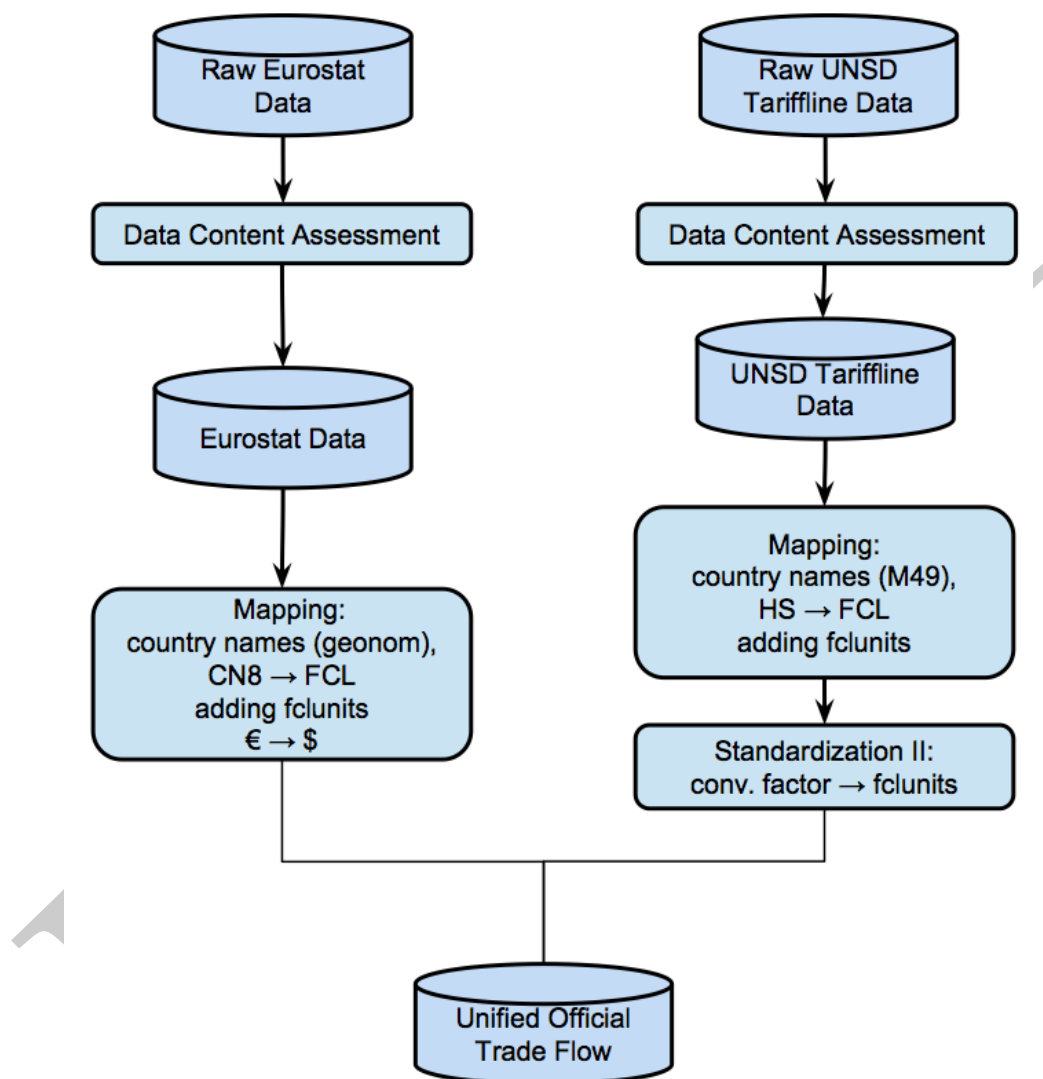 Raw Eurostat
Data
Raw UNSD
Tariffline Data
Data Content Assessment
Data Content Assessment
Eurostat Data
UNSD Tariffline
Data
Mapping:
country names (geonom),
CN8 → FCL
adding fclunits
€ → $
Mapping:
country names (M49),
HS → FCL
adding fclunits
Standardization II:
conv. factor → fclunits
Unified Official
Trade Flow